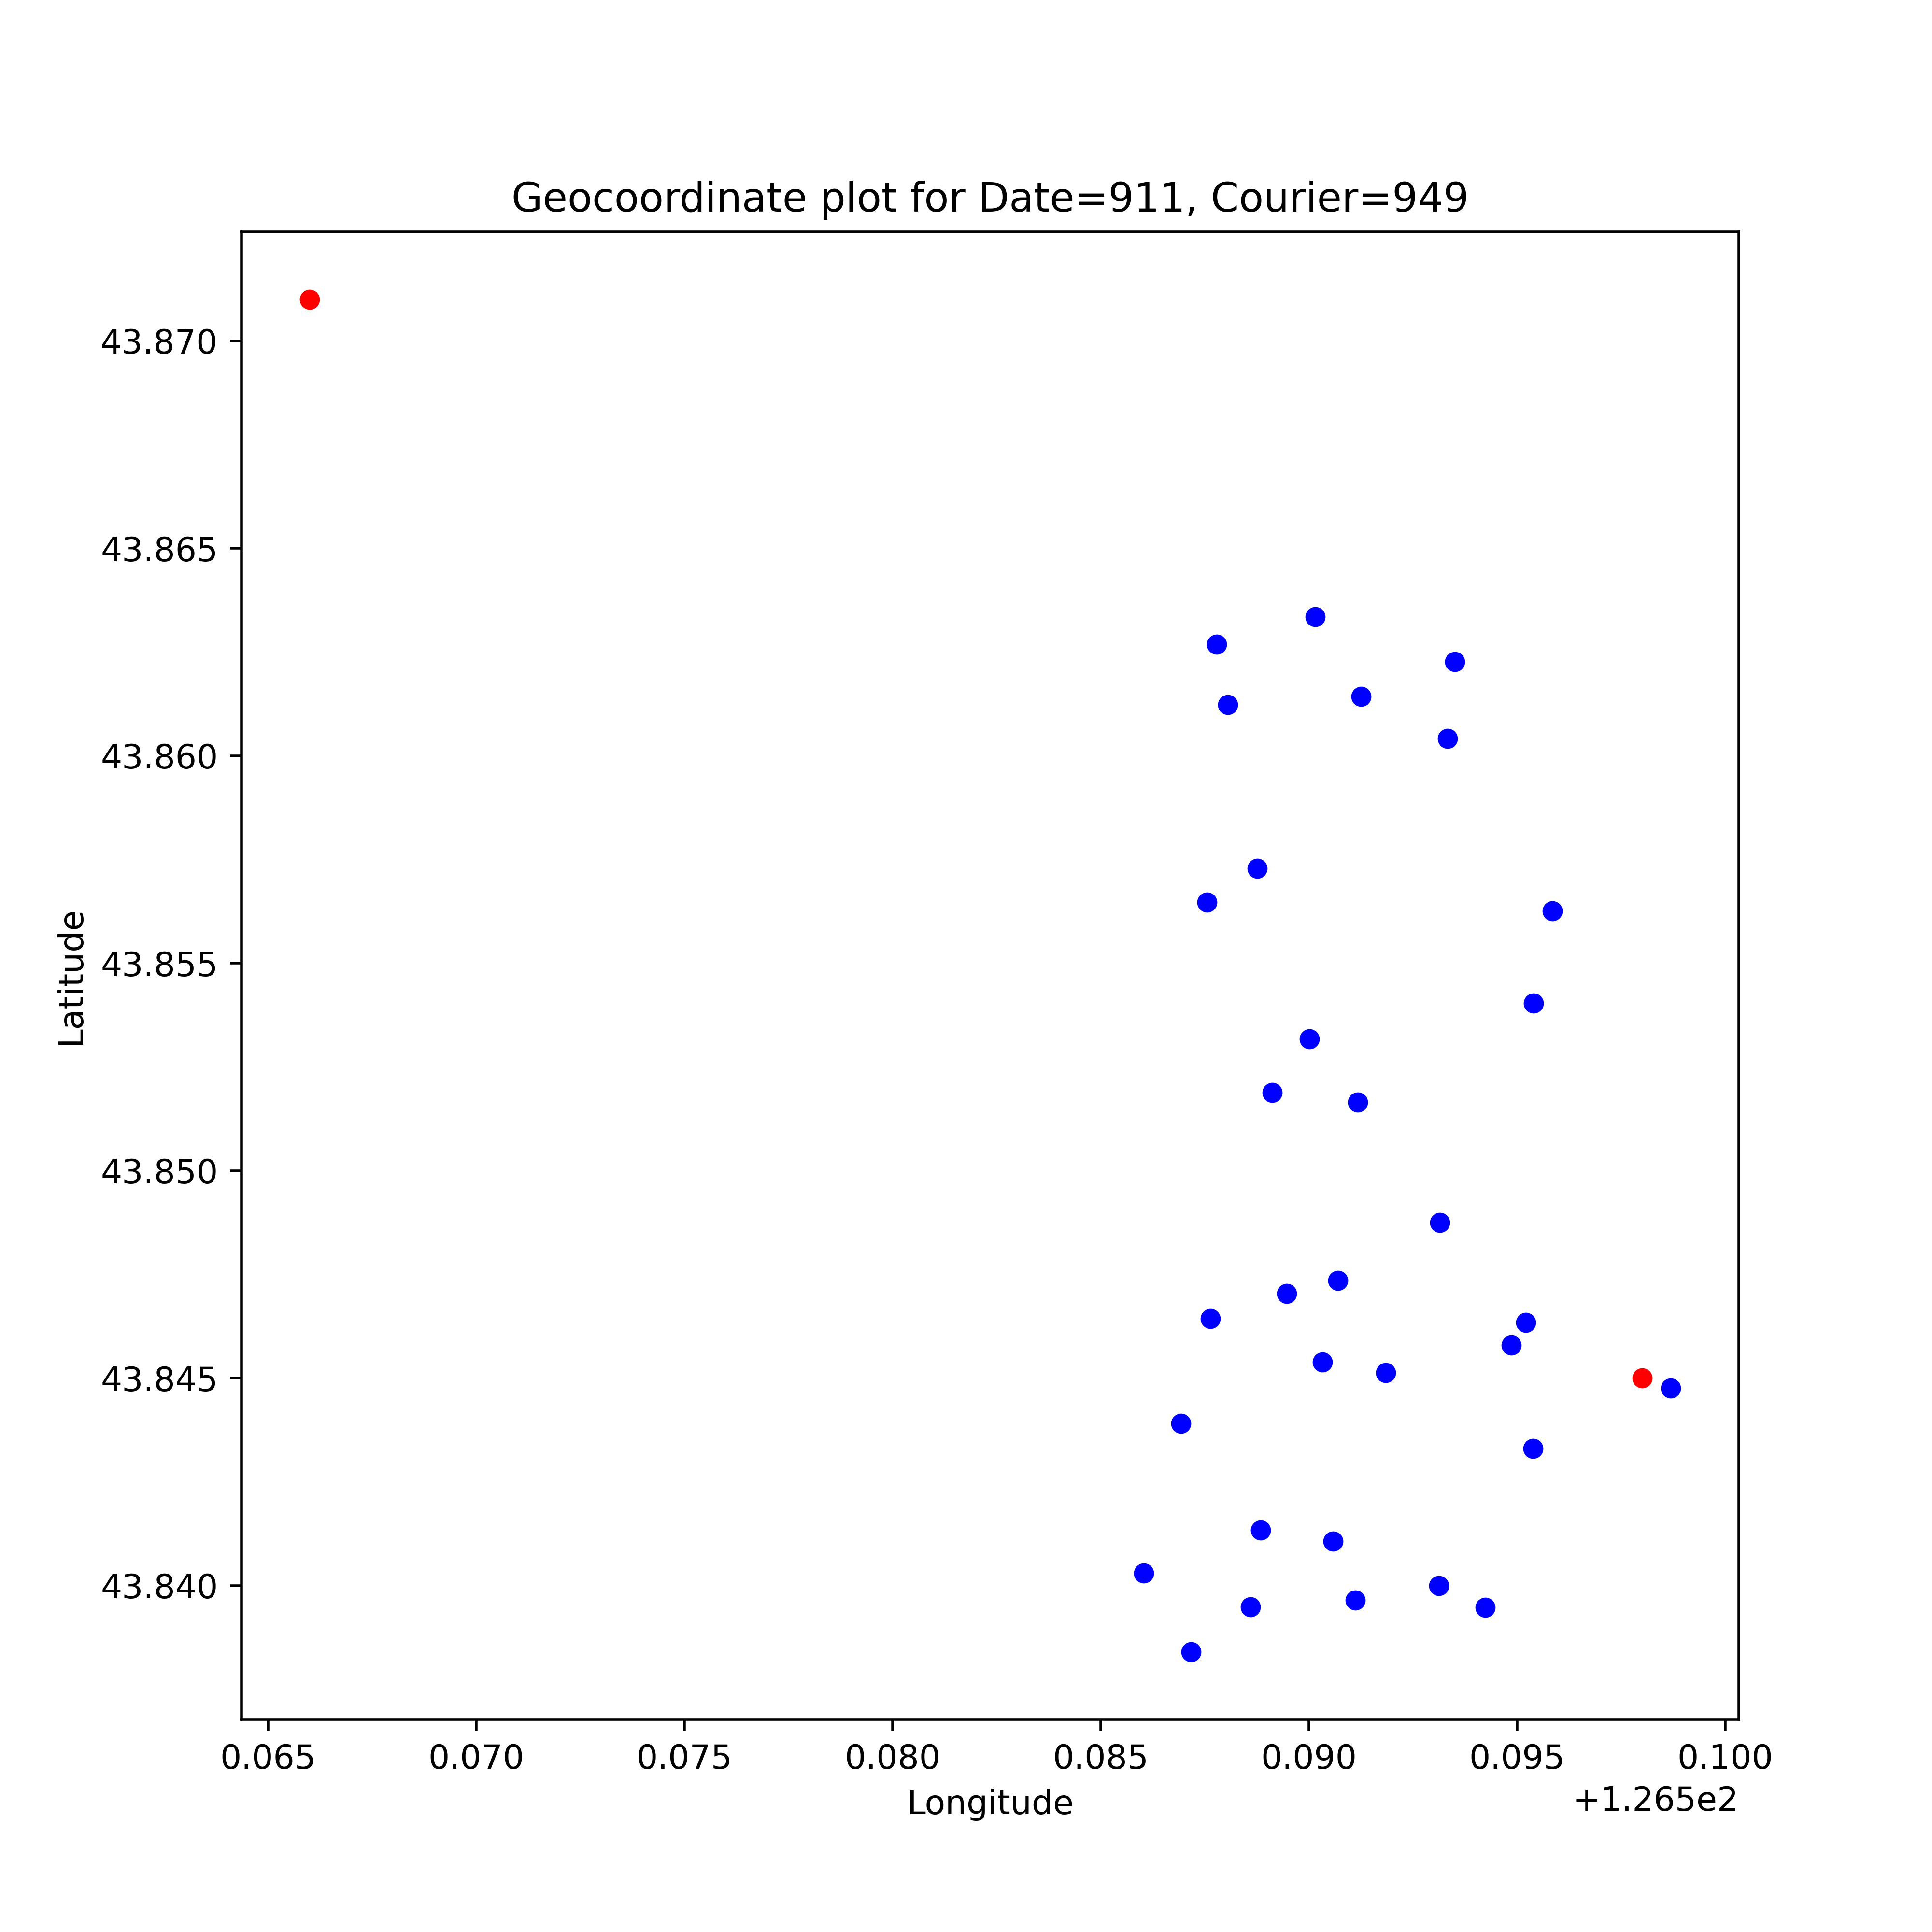 Geocoordinate plot for Date=911, Courier=949
43.870
43.865
43.860
43.855
43.850
43.845
43.840
Latitude
0.065 0.070 0.075 0.080 0.085 0.090 0.095 0.100
Longitude
+1.265e2